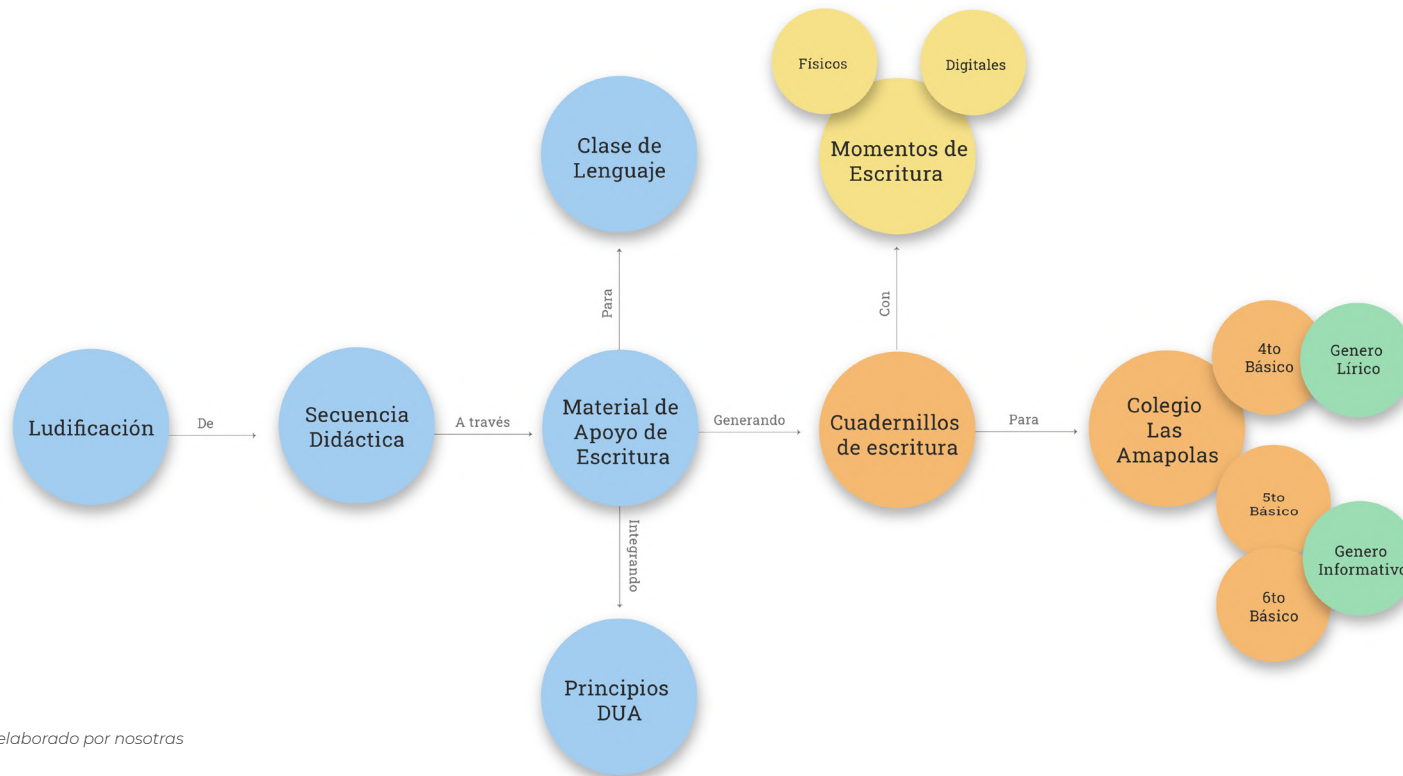 Físicos
Digitales
Momentos de
Escritura
Clase de
Lenguaje
Para
Con
Ludificación
De
Secuencia
Didáctica
A través
Material de
Apoyo de
Escritura
Generando
Cuadernillos
de escritura
Para
Colegio
Las
Amapolas
4to
Básico
Genero
Lírico
5to
Básico
6to
Básico
Genero
Informativo
Integrando
Principios
DUA
elaborado por nosotras